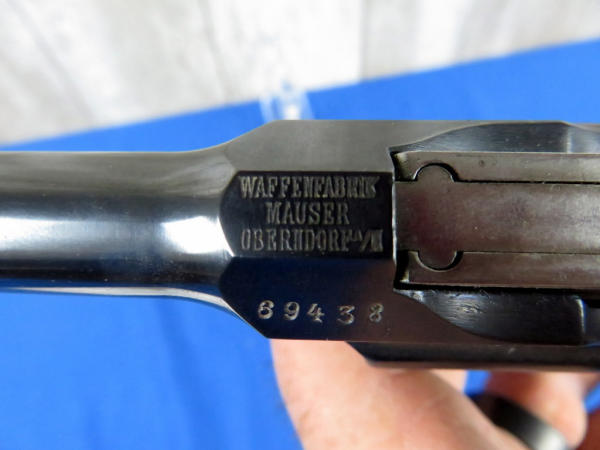 WAFFENFABRIK
MAUSER
OBERNDORF A/N
69438